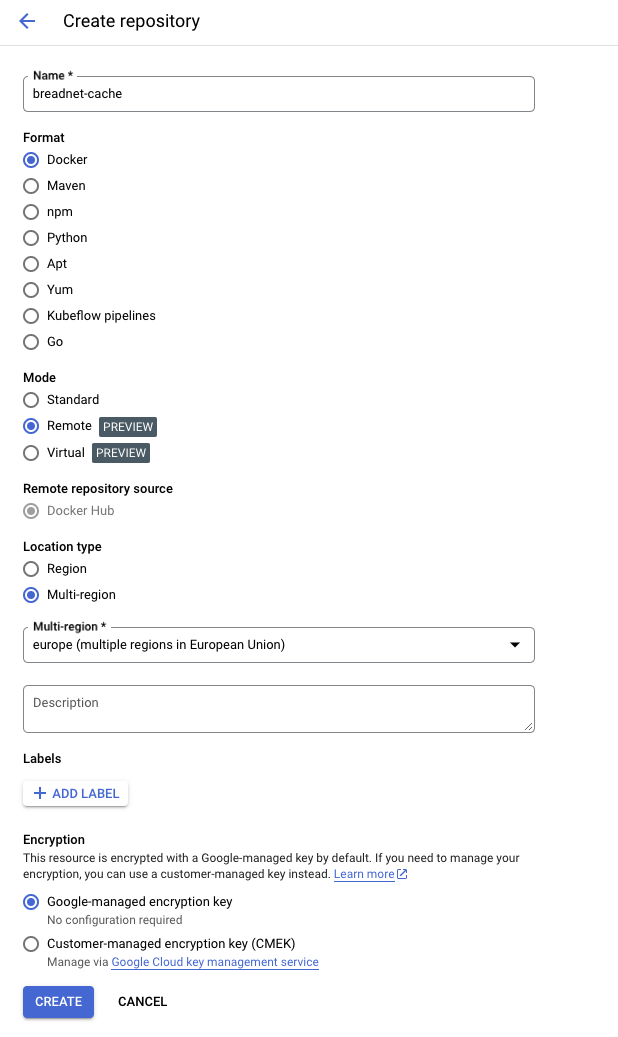 Create repository
Name *
breadnet-cache
Format
Docker
Maven
npm
Python
Apt
Yum
Kubeflow pipelines
Go
Mode
Standard
Remote PREVIEW
Virtual PREVIEW
Remote repository source
Docker Hub
Location type
Region
Multi-region
Multi-region *
europe (multiple regions in European Union)
Description
Labels
ADD LABEL
Encryption
This resource is encrypted with a Google-managed key by default. If you need to manage your
encryption, you can use a customer-managed key instead. Learn more
Google-managed encryption key
No configuration required
Customer-managed encryption key (CMEK)
Manage via Google Cloud key management service
CREATE CANCEL